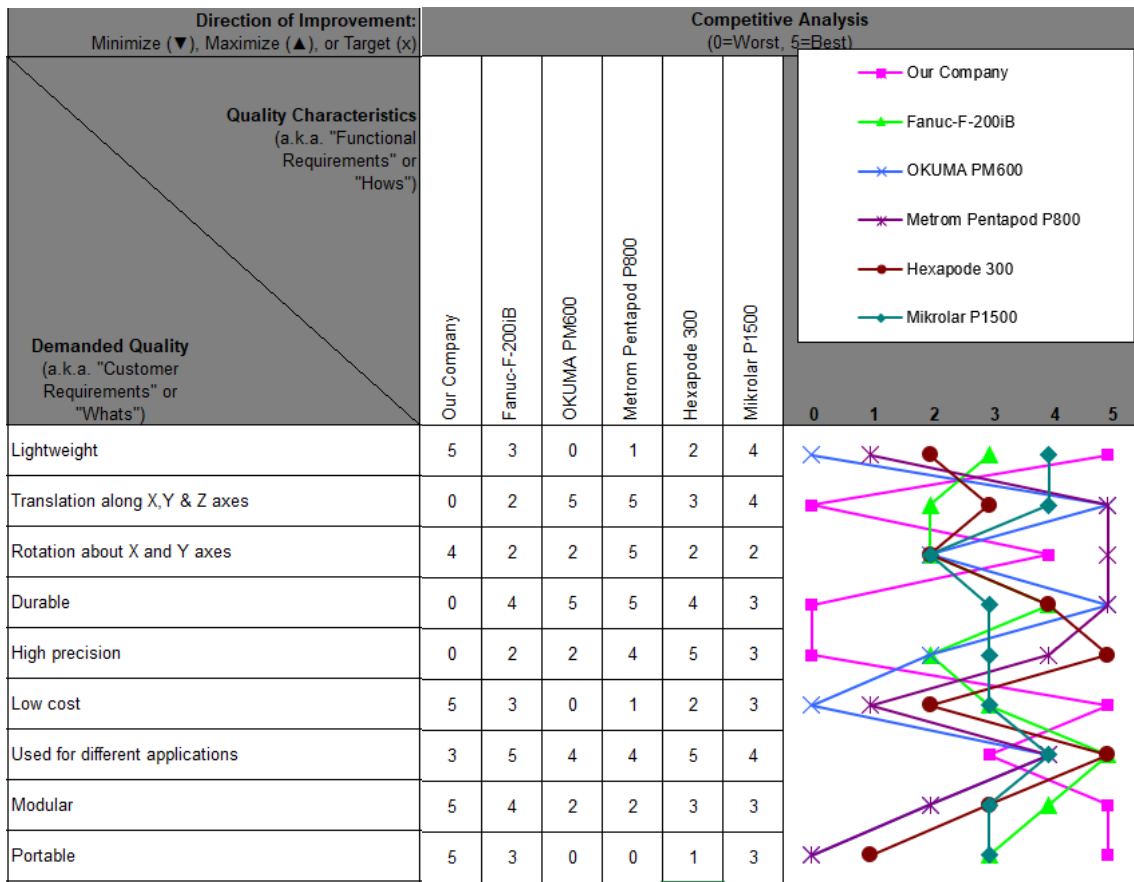 Direction of Improvement:
Minimize (▼), Maximize (▲), or Target (x)
Competitive Analysis
(0=Worst, 5=Best)
Quality Characteristics
(a.k.a. "Functional
Requirements" or
"Hows")
Demanded Quality
(a.k.a. "Customer
Requirements" or
"Whats")
Our Company
Fanuc-F-200iB
OKUMA PM600
Metrom Pentapod P800
Hexapode 300
Mikrolar P1500
Our Company
Fanuc-F-200iB
OKUMA PM600
Metrom Pentapod P800
Hexapode 300
Mikrolar P1500
0 1 2 3 4 5
Lightweight 5 3 0 1 2 4
Translation along X,Y & Z axes 0 2 5 5 3 4
Rotation about X and Y axes 4 2 2 5 2 2
Durable 0 4 5 5 4 3
High precision 0 2 2 4 5 3
Low cost 5 3 0 1 2 3
Used for different applications 3 5 4 4 5 4
Modular 5 4 2 2 3 3
Portable 5 3 0 0 1 3